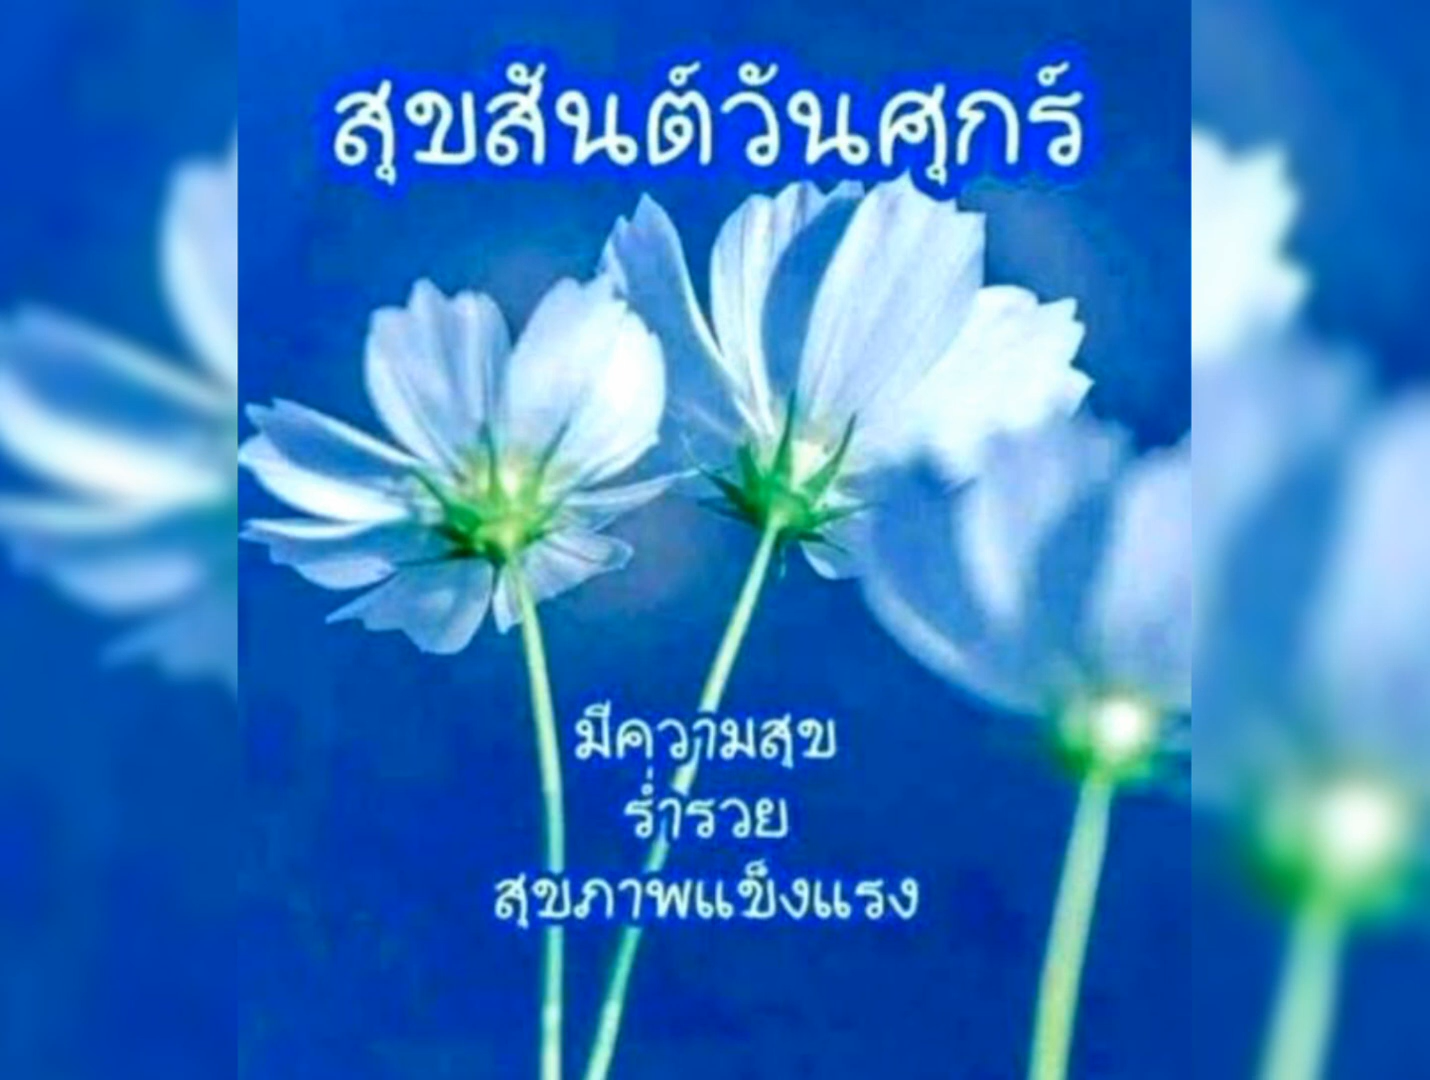 สุขสันต์วันศุกร์
มีความสุข
ร่ำรวย
สุขภาพแข็งแรง